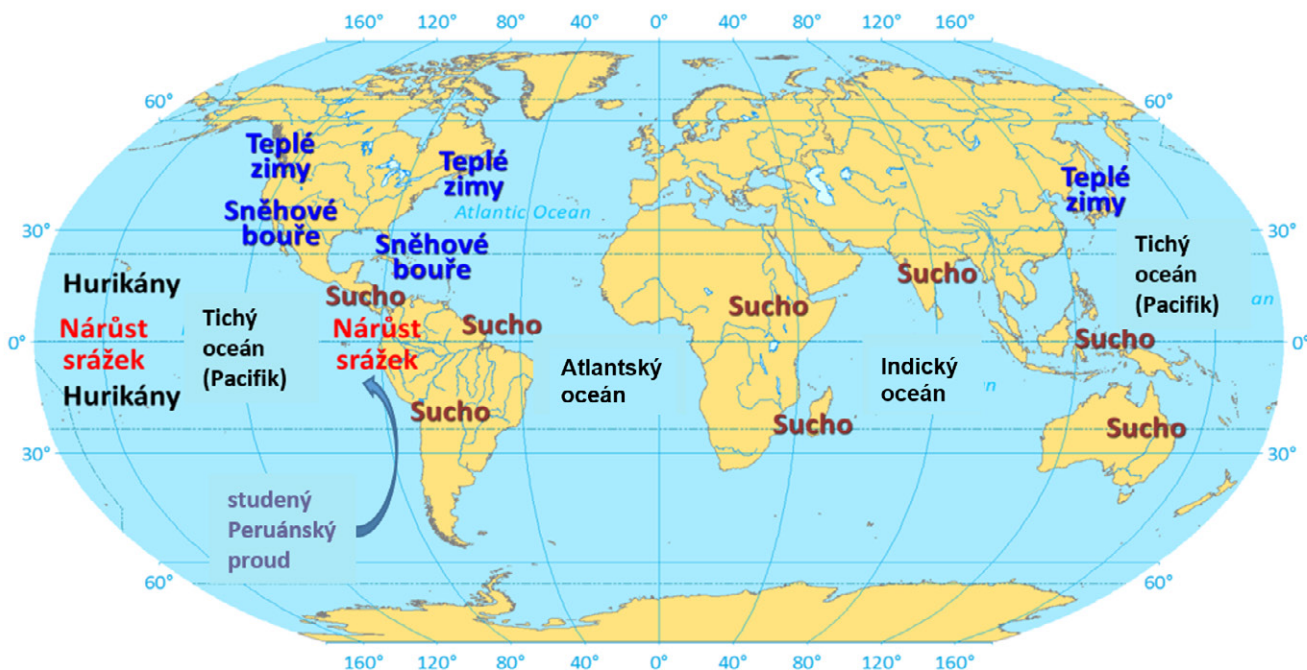 160° 120° 80° 40° 0° 40° 80° 120° 160°
60° 60°
Teplé
zimy
Teplé
zimy
Teplé
zimy
Sněhové
bouře
Atlantic Ocean
30° 30°
Sněhové
bouře
Tichý
oceán
(Pacifik)
an
Hurikány
Sucho
Sucho
Sucho
Nárůst
srážek
Tichý
oceán
(Pacifik)
Nárůst
srážek
Sucho
Sucho
0° 0°
Hurikány
Atlantský
oceán
Indický
oceán
an
Sucho
Sucho
Sucho
30° 30°
studený
Peruánský
proud
60° 60°
160° 120° 80° 40° 0° 40° 80° 120° 160°